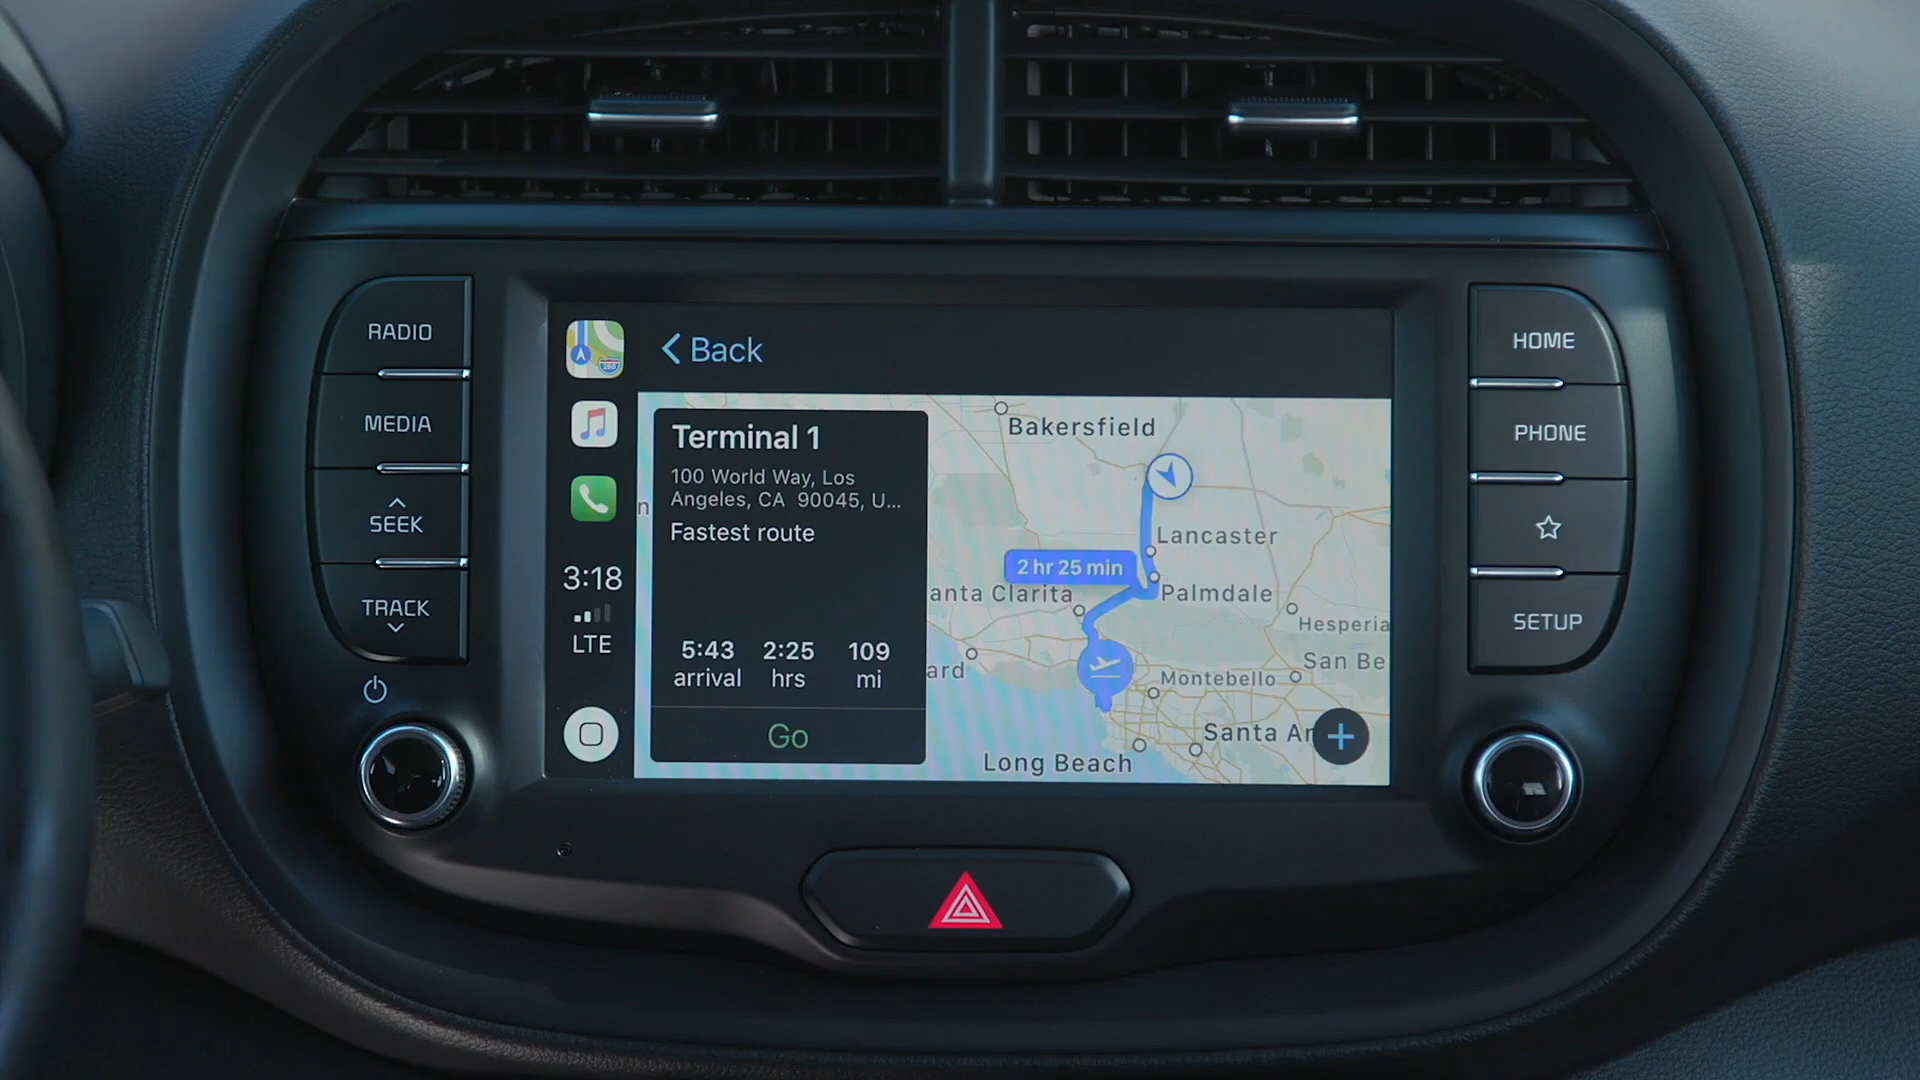 RADIO
MEDIA
SEEK
TRACK
Back
Terminal 1
100 World Way, Los
Angeles, CA 90045, U...
Fastest route
5:43 2:25 109
arrival hrs mi
Go
3:18
LTE
n
Bakersfield
Lancaster
2 hr 25 min
anta Clarita
Palmdale
Hesperia
ard
San Be
Montebello
Santa Ar
Long Beach
HOME
PHONE
SETUP